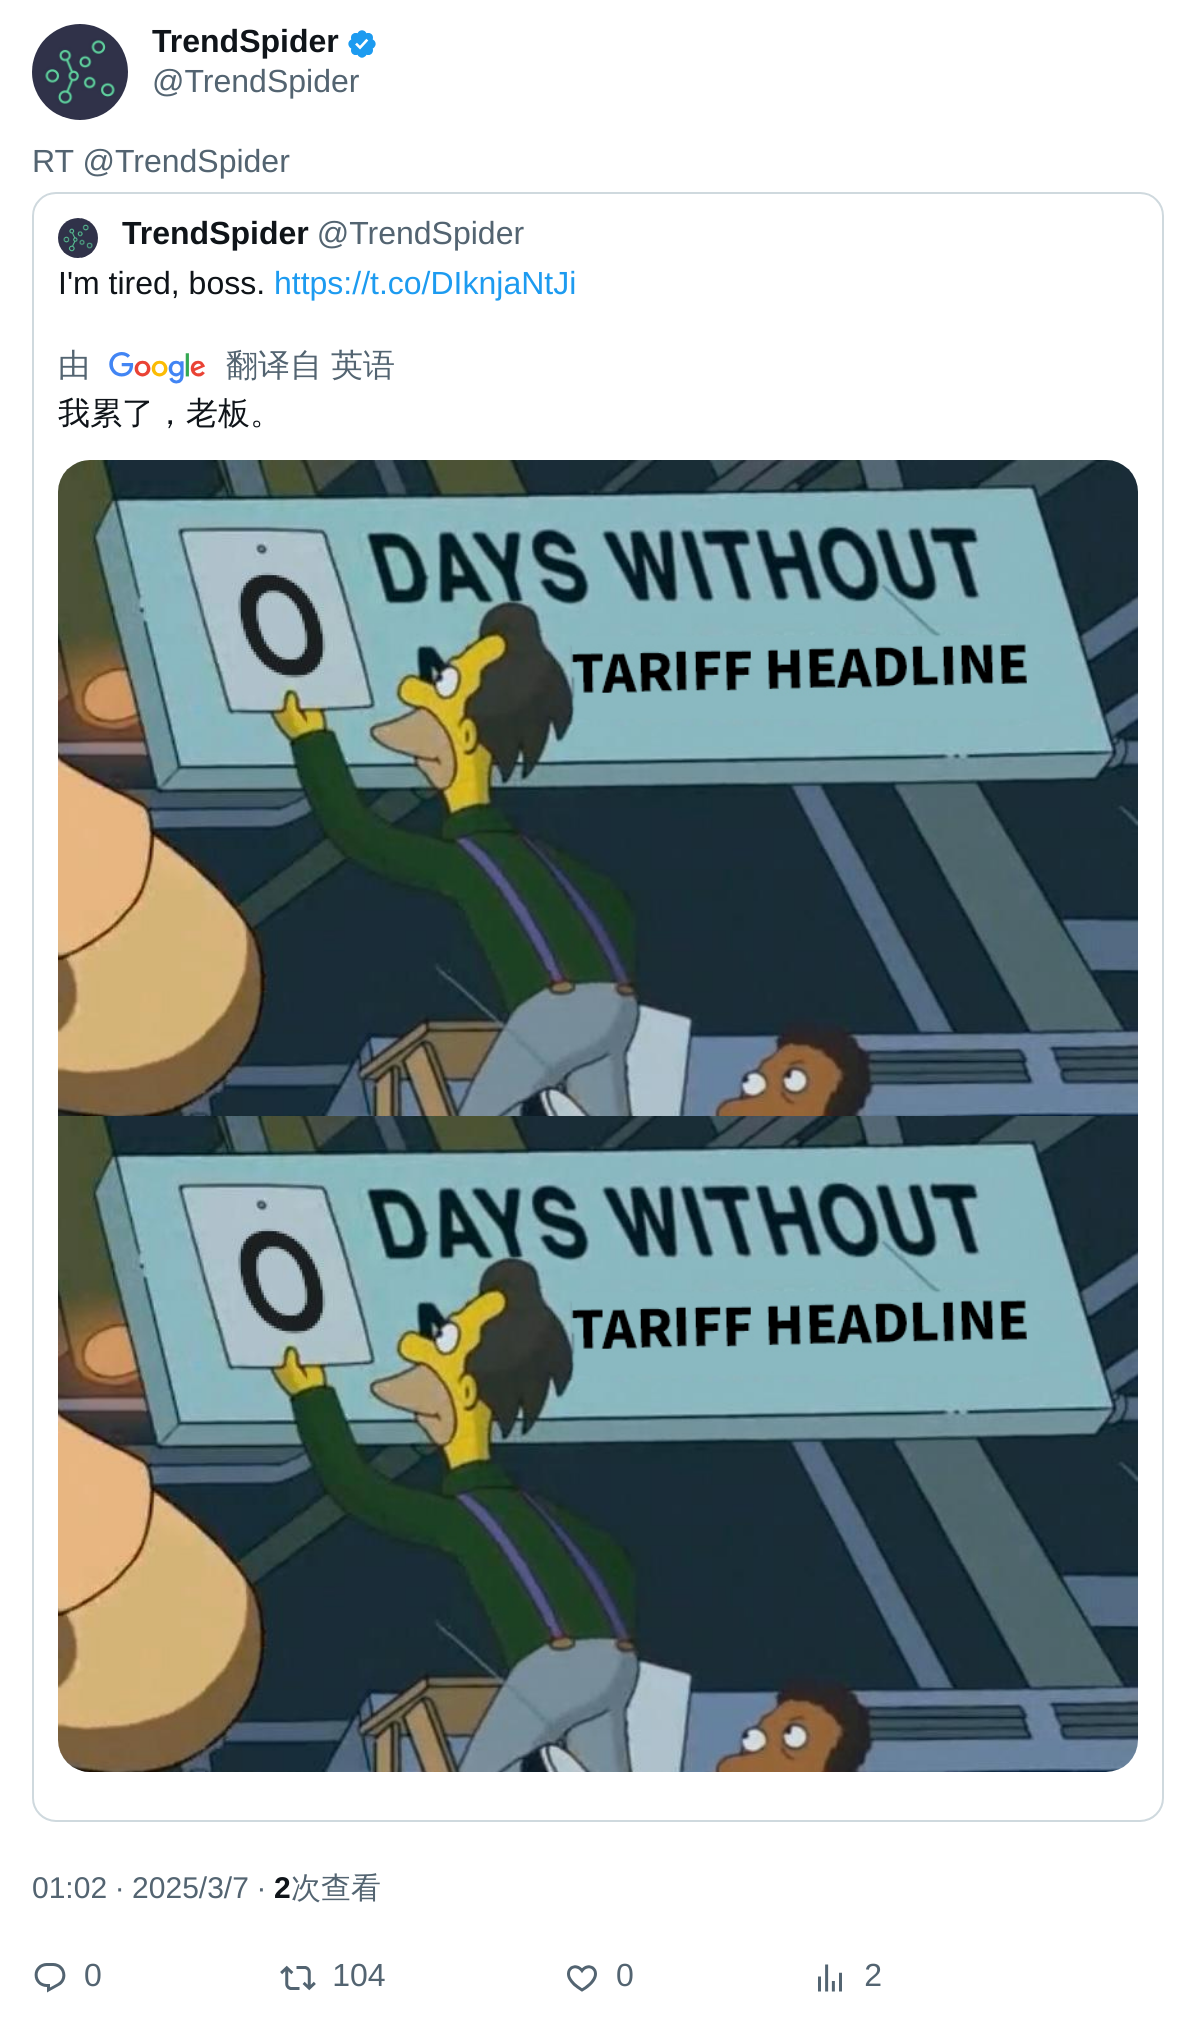 TrendSpider
@TrendSpider
RT @TrendSpider
TrendSpider @TrendSpider
I'm tired, boss. https://t.co/DIknjaNtJi
由 Google 翻译自 英语
我累了，老板。
0 DAYS WITHOUT
TARIFF HEADLINE
0 DAYS WITHOUT
TARIFF HEADLINE
01:02 · 2025/3/7 · 2次查看
0 104 0 2